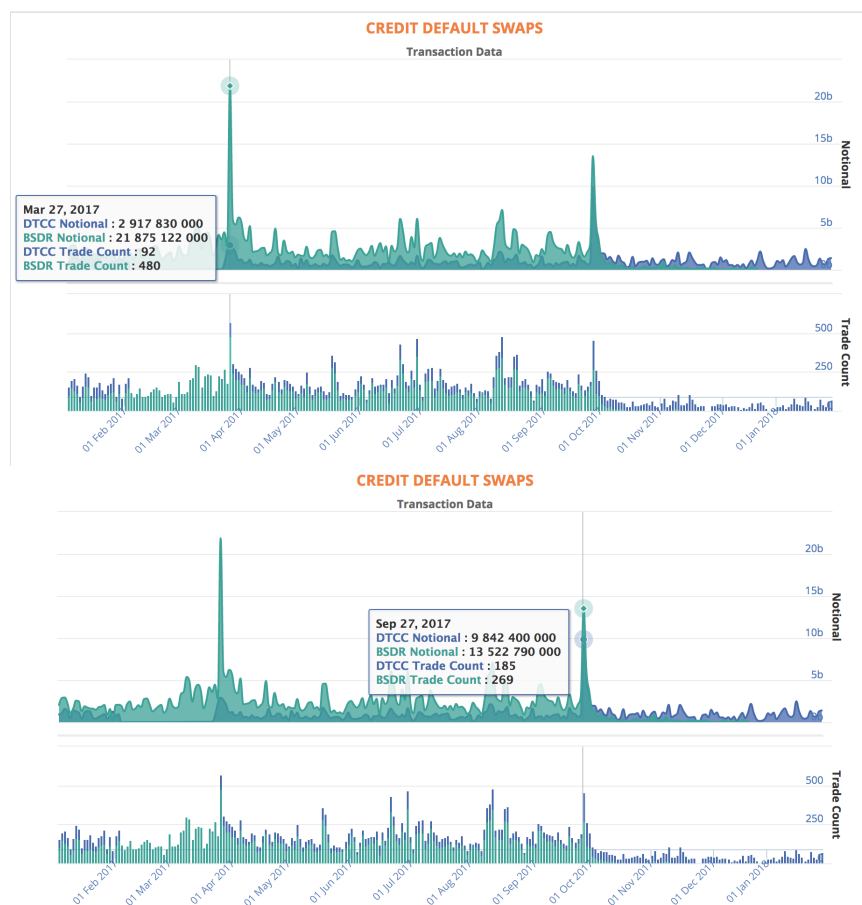 CREDIT DEFAULT SWAPS
Transaction Data
20b
15b
10b
5b
Notional
Mar 27, 2017
DTCC Notional : 2 917 830 000
BSDR Notional : 21 875 122 000
DTCC Trade Count : 92
BSDR Trade Count : 480
500
250
Trade Count
01 Feb 2017
01 Mar 2017
01 Apr 2017
01 May 2017
01 Jun 2017
01 Jul 2017
01 Aug 2017
01 Sep 2017
01 Oct 2017
01 Nov 2017
01 Dec 2017
01 Jan 2018
CREDIT DEFAULT SWAPS
Transaction Data
20b
15b
10b
5b
Notional
Sep 27, 2017
DTCC Notional : 9 842 400 000
BSDR Notional : 13 522 790 000
DTCC Trade Count : 185
BSDR Trade Count : 269
500
250
Trade Count
01 Feb 2017
01 Mar 2017
01 Apr 2017
01 May 2017
01 Jun 2017
01 Jul 2017
01 Aug 2017
01 Sep 2017
01 Oct 2017
01 Nov 2017
01 Dec 2017
01 Jan 2018